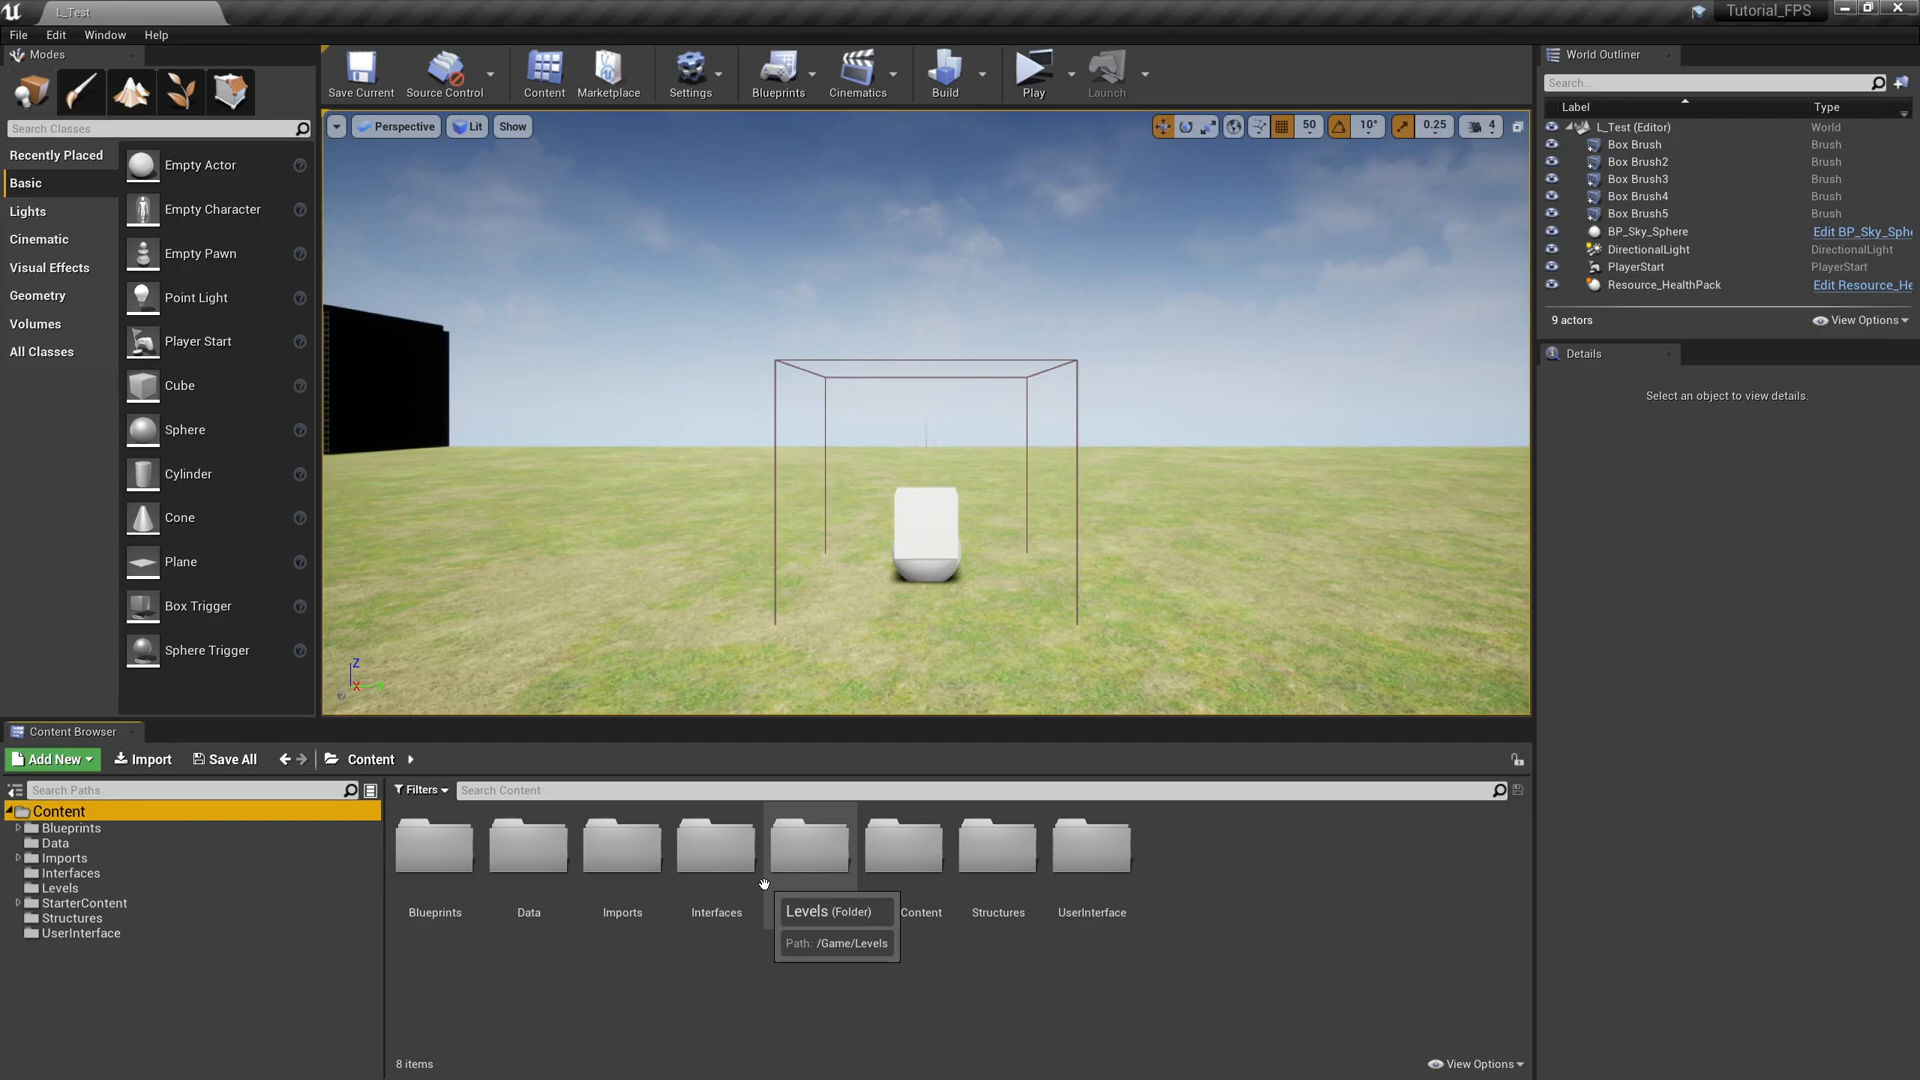 L_Test
Tutorial_FPS
File Edit Window Help
Modes
Search Classes
Recently Placed
Basic
Lights
Cinematic
Visual Effects
Geometry
Volumes
All Classes
Empty Actor
Empty Character
Empty Pawn
Point Light
Player Start
Cube
Sphere
Cylinder
Cone
Plane
Box Trigger
Sphere Trigger
Save Current Source Control Content Marketplace Settings Blueprints Cinematics Build Play Launch
Perspective Lit Show 50 10° 0.25 4
Z
X
World Outliner
Search...
Label Type
L_Test (Editor) World
Box Brush Brush
Box Brush2 Brush
Box Brush3 Brush
Box Brush4 Brush
Box Brush5 Brush
BP_Sky_Sphere Edit BP_Sky_Sphe
DirectionalLight DirectionalLight
PlayerStart PlayerStart
Resource_HealthPack Edit Resource_He
9 actors View Options
Details
Select an object to view details.
Content Browser
Add New Import Save All Content
Search Paths
Content
Blueprints
Data
Imports
Interfaces
Levels
StarterContent
Structures
UserInterface
Filters Search Content
Blueprints Data Imports Interfaces Content Structures UserInterface
Levels (Folder)
Path: /Game/Levels
8 items View Options